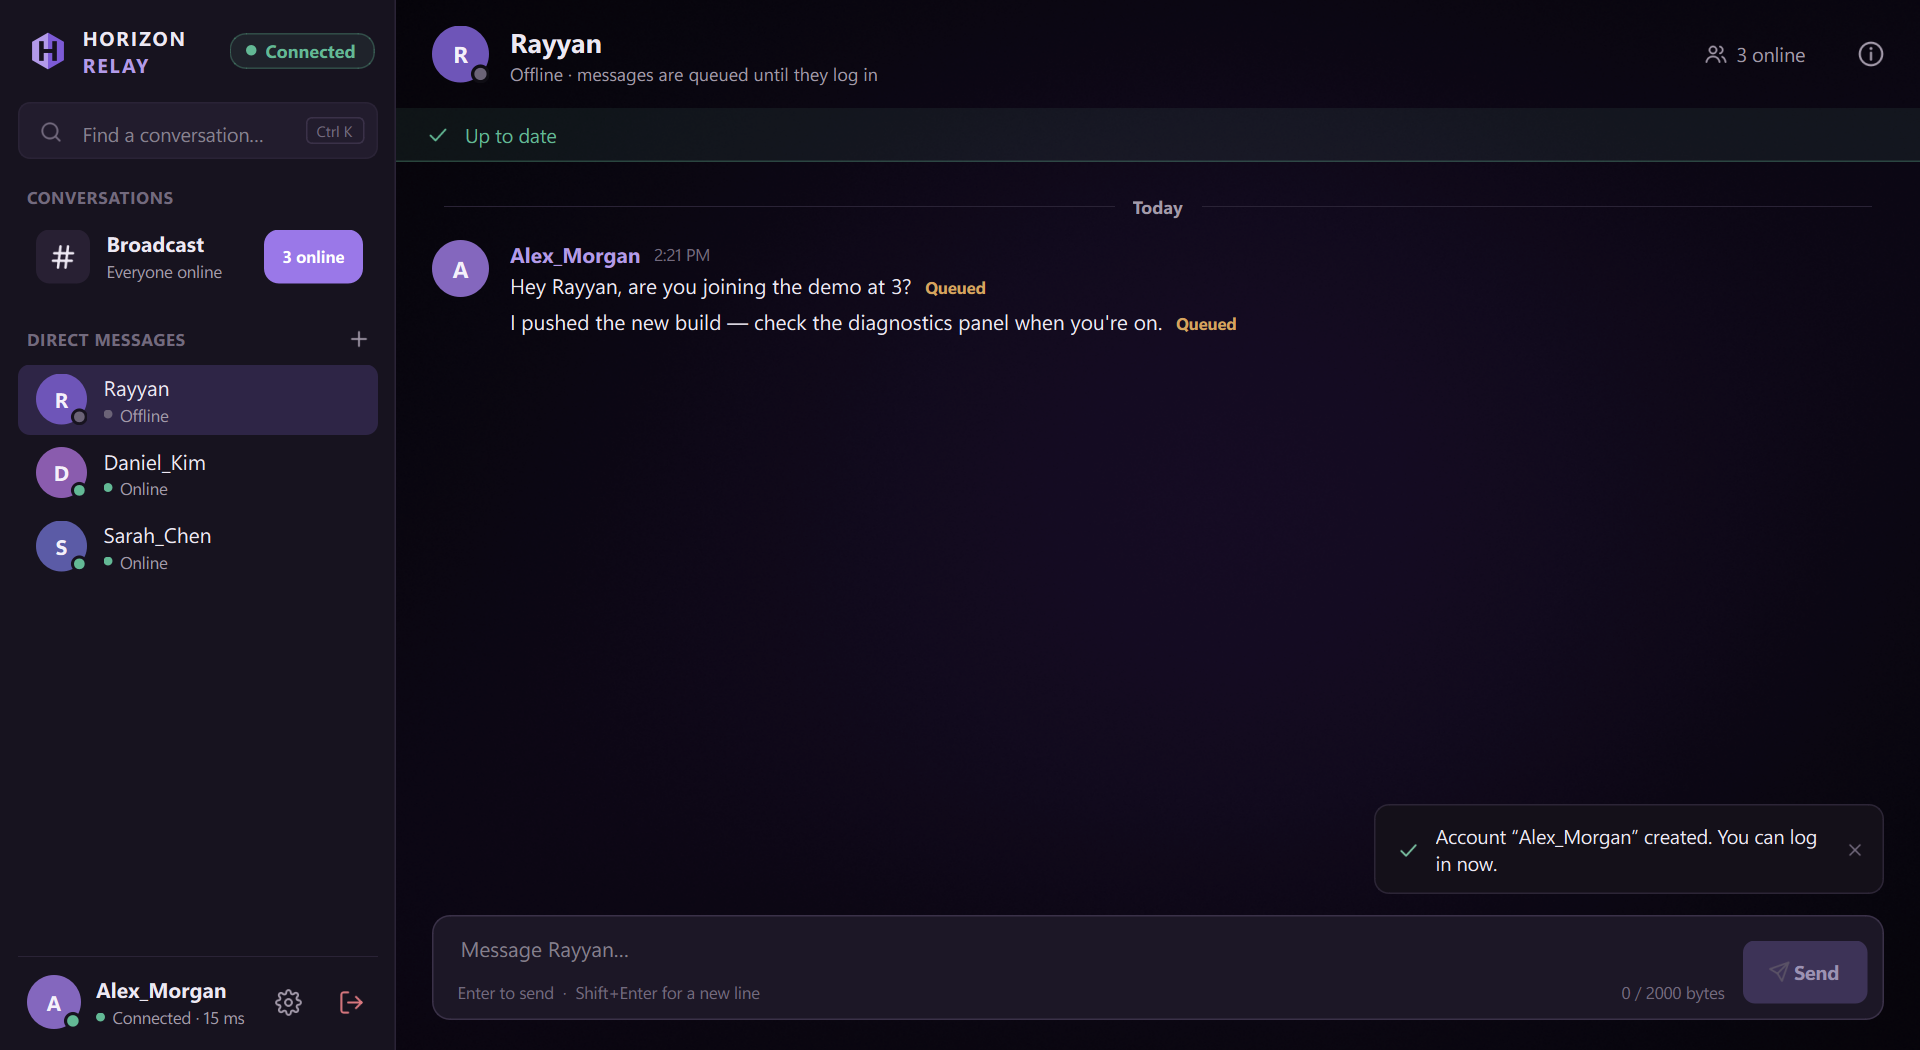 HORIZON
RELAY
Connected
Find a conversation...
Ctrl K
CONVERSATIONS
#
Broadcast
Everyone online
3 online
DIRECT MESSAGES
R
Rayyan
Offline
D
Daniel_Kim
Online
S
Sarah_Chen
Online
A
Alex_Morgan
Connected · 15 ms
R
Rayyan
Offline · messages are queued until they log in
3 online
Up to date
Today
A
Alex_Morgan 2:21 PM
Hey Rayyan, are you joining the demo at 3? Queued
I pushed the new build — check the diagnostics panel when you're on. Queued
Account “Alex_Morgan” created. You can log
in now.
Message Rayyan...
Enter to send · Shift+Enter for a new line
0 / 2000 bytes
Send